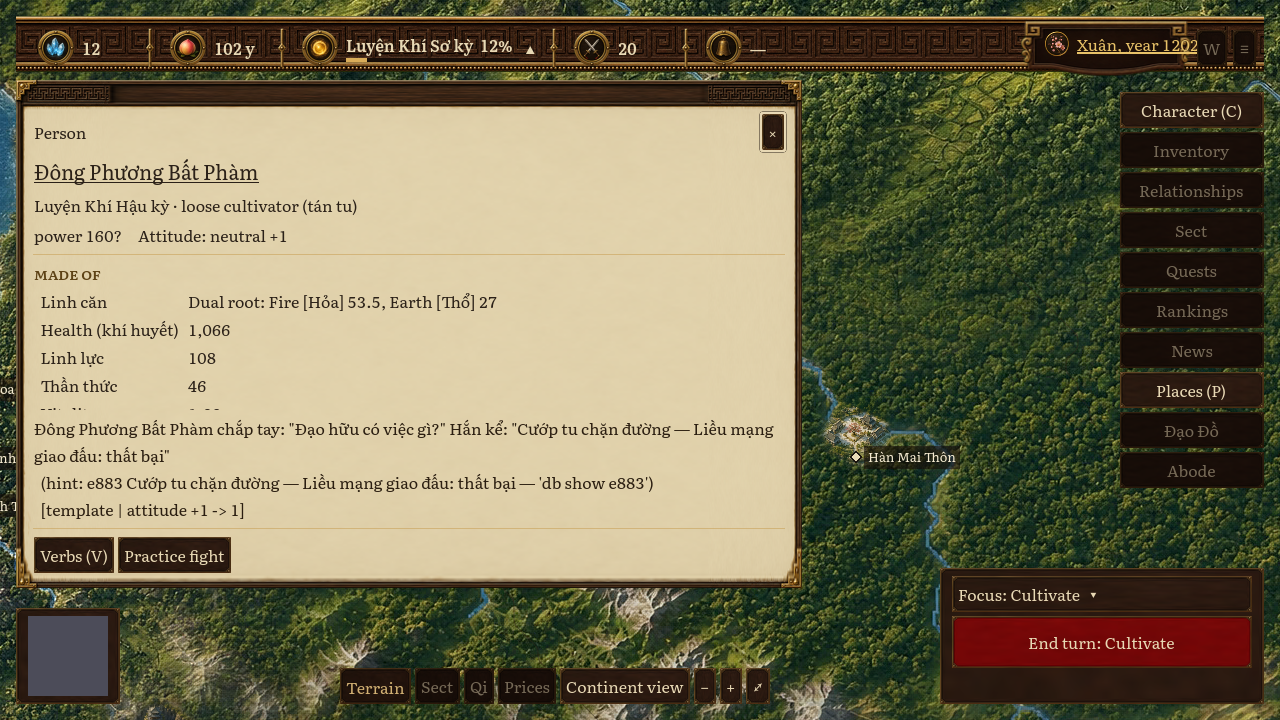 12
102 y
Luyện Khí Sơ kỳ 12% ▲
20
—
Xuân, year 1202
W
≡
Person
×
Đông Phương Bất Phàm
Luyện Khí Hậu kỳ · loose cultivator (tán tu)
power 160? Attitude: neutral +1
MADE OF
Linh căn Dual root: Fire [Hỏa] 53.5, Earth [Thổ] 27
Health (khí huyết) 1,066
Linh lực 108
Thần thức 46
Đông Phương Bất Phàm chắp tay: "Đạo hữu có việc gì?" Hắn kể: "Cướp tu chặn đường — Liều mạng
giao đấu: thất bại"
(hint: e883 Cướp tu chặn đường — Liều mạng giao đấu: thất bại — 'db show e883')
[template | attitude +1 -> 1]
Verbs (V) Practice fight
Character (C)
Inventory
Relationships
Sect
Quests
Rankings
News
Places (P)
Đạo Đồ
Abode
Hàn Mai Thôn
Focus: Cultivate ▾
End turn: Cultivate
Terrain Sect Qi Prices Continent view − + ⤢